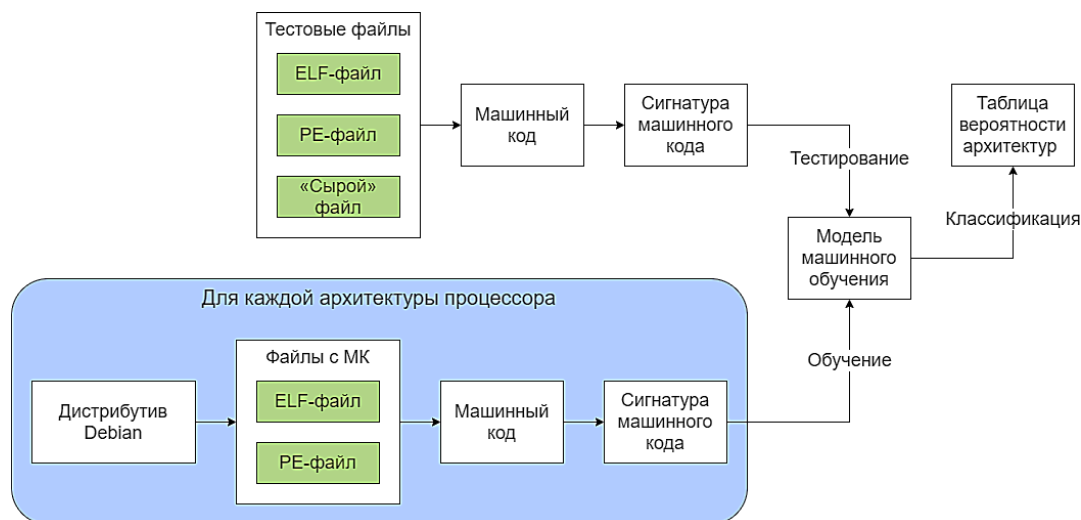 Тестовые файлы
ELF-файл
PE-файл
«Сырой»
файл
Машинный
код
Сигнатура
машинного
кода
Тестирование
Таблица
вероятности
архитектур
Классификация
Модель
машинного
обучения
Обучение
Для каждой архитектуры процессора
Дистрибутив
Debian
Файлы с МК
ELF-файл
PE-файл
Машинный
код
Сигнатура
машинного
кода